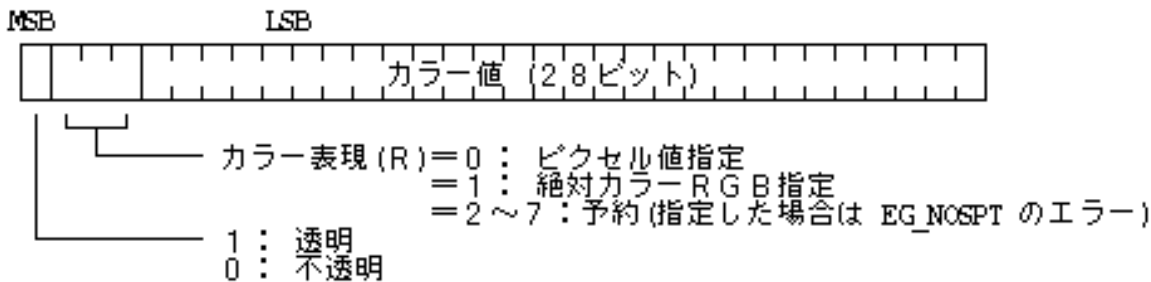 MSB LSB
カラー値 (28ビット)
カラー表現(R)=0： ピクセル値指定
=1： 絶対カラーRGB指定
=2～7：予約(指定した場合は EG_NOSPT のエラー)
1： 透明
0： 不透明